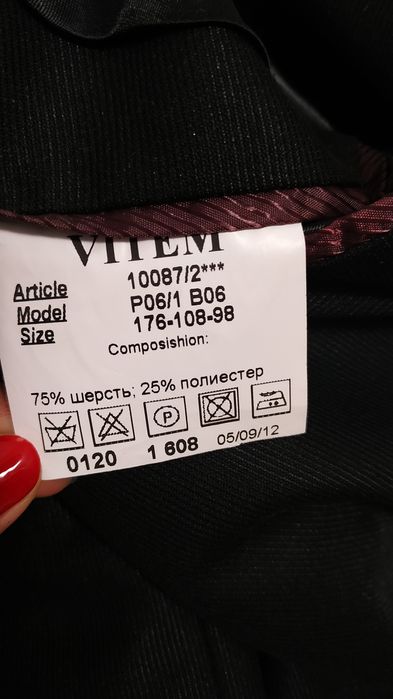 VITEM
Article 10087/2***
Model P06/1 B06
Size 176-108-98
Composishion:
75% шерсть; 25% полиестер
P
0120 1 608 05/09/12